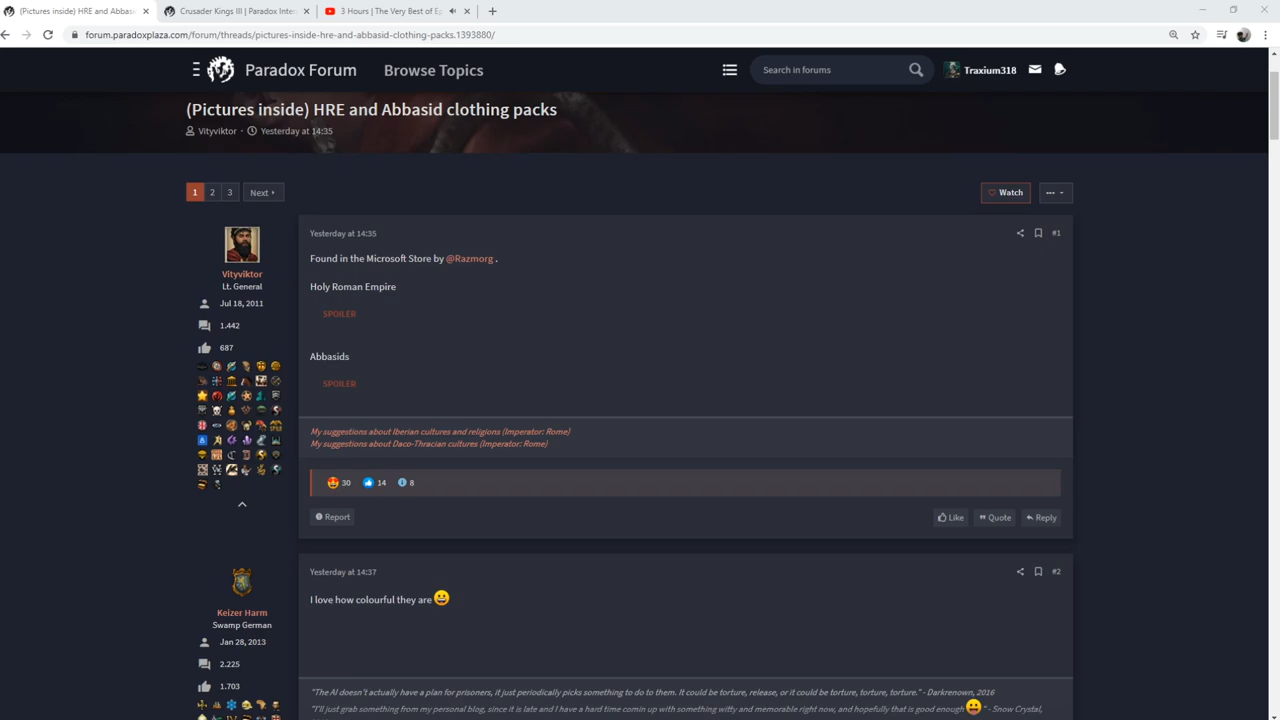 (Pictures inside) HRE and Abbasi
Crusader Kings III | Paradox Inter
3 Hours | The Very Best of Ep
forum.paradoxplaza.com/forum/threads/pictures-inside-hre-and-abbasid-clothing-packs.1393880/
Paradox Forum
Browse Topics
Search in forums
Traxium318
(Pictures inside) HRE and Abbasid clothing packs
Vityviktor · Yesterday at 14:35
1 2 3 Next
Watch
Vityviktor
Lt. General
Jul 18, 2011
1.442
687
Yesterday at 14:35
#1
Found in the Microsoft Store by @Razmorg .
Holy Roman Empire
SPOILER
Abbasids
SPOILER
My suggestions about Iberian cultures and religions (Imperator: Rome)
My suggestions about Daco-Thracian cultures (Imperator: Rome)
30 14 8
Report
Like Quote Reply
Keizer Harm
Swamp German
Jan 28, 2013
2.225
1.703
Yesterday at 14:37
#2
I love how colourful they are
"The AI doesn't actually have a plan for prisoners, it just periodically picks something to do to them. It could be torture, release, or it could be torture, torture, torture." - Darkrenown, 2016
"I'll just grab something from my personal blog, since it is late and I have a hard time comin up with something witty and memorable right now, and hopefully that is good enough " - Snow Crystal,